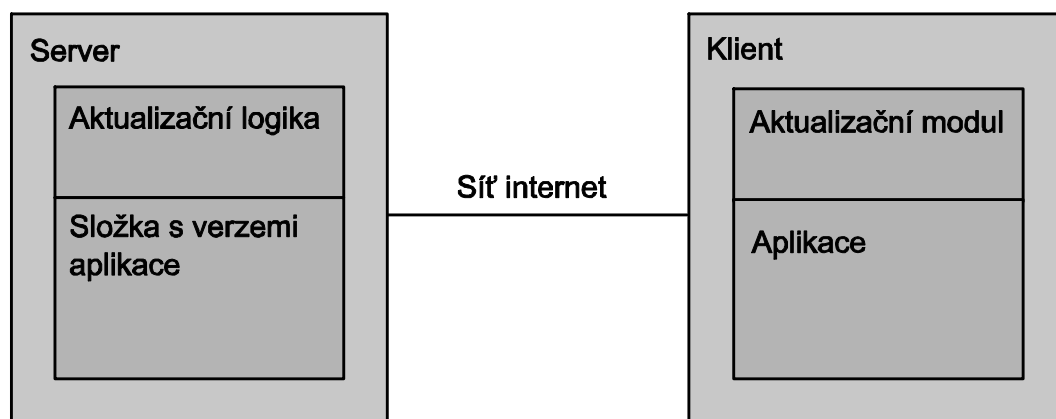 Server
Aktualizační logika
Složka s verzemi
aplikace
Síť internet
Klient
Aktualizační modul
Aplikace